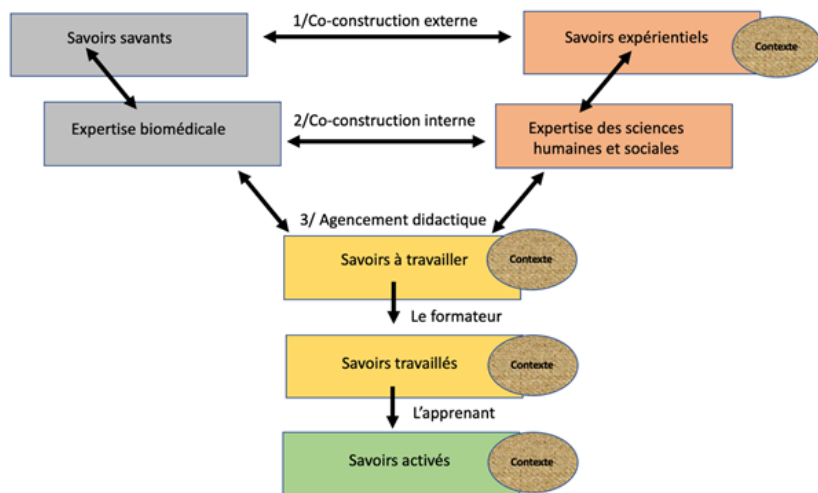 1/Co-construction externe
Savoirs savants
Savoirs expérientiels
Contexte
Expertise biomédicale
2/Co-construction interne
Expertise des sciences
humaines et sociales
3/ Agencement didactique
Savoirs à travailler
Contexte
Le formateur
Savoirs travaillés
Contexte
L'apprenant
Savoirs activés
Contexte